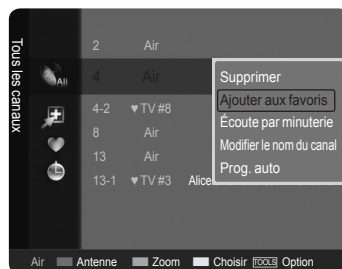 Tous les canaux
All
2 Air
4 Air
4-2 ♥ TV #8
8 Air
13 Air
13-1 ♥ TV #3 Alice
Supprimer
Ajouter aux favoris
Écoute par minuterie
Modifier le nom du canal
Prog. auto
Air Antenne Zoom Choisir TOOLS Option